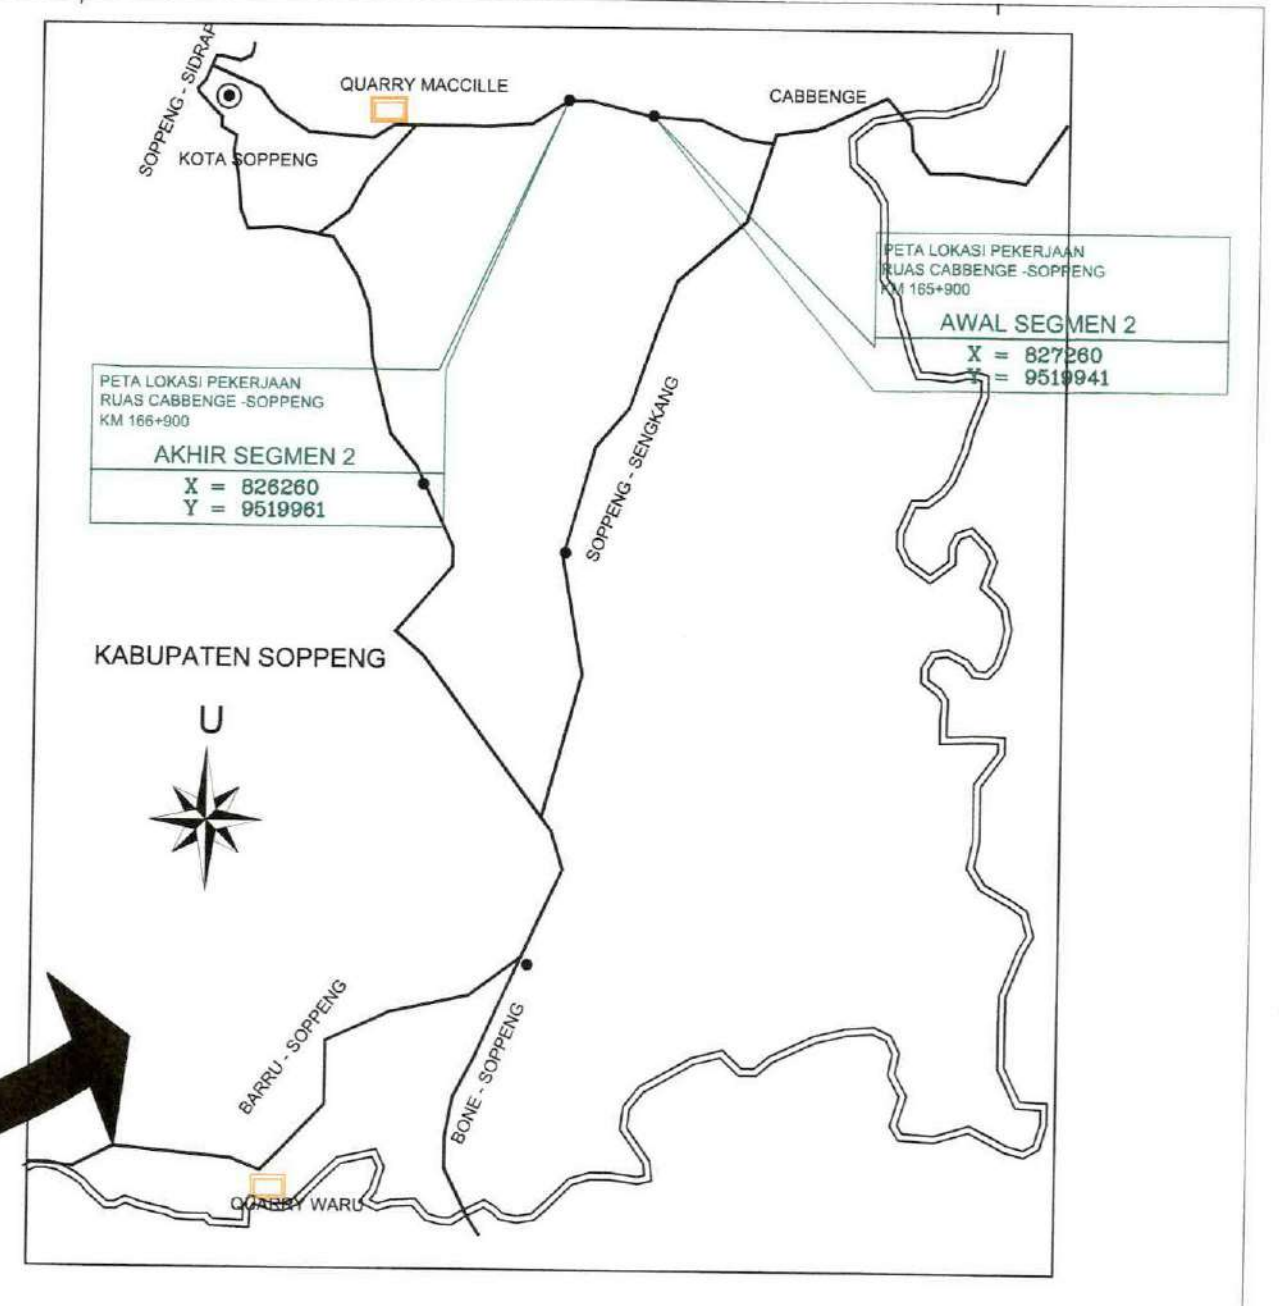 SOPPENG - SIDRAP
QUARRY MACCILLE
CABBENGE
KOTA SOPPENG
PETA LOKASI PEKERJAAN
RUAS CABBENGE -SOPPENG
KM 165+900
AWAL SEGMEN 2
X = 827260
Y = 9519941
PETA LOKASI PEKERJAAN
RUAS CABBENGE -SOPPENG
KM 166+900
AKHIR SEGMEN 2
X = 826260
Y = 9519961
SOPPENG - SENGKANG
KABUPATEN SOPPENG
U
BARRU - SOPPENG
BONE - SOPPENG
QUARRY WARU